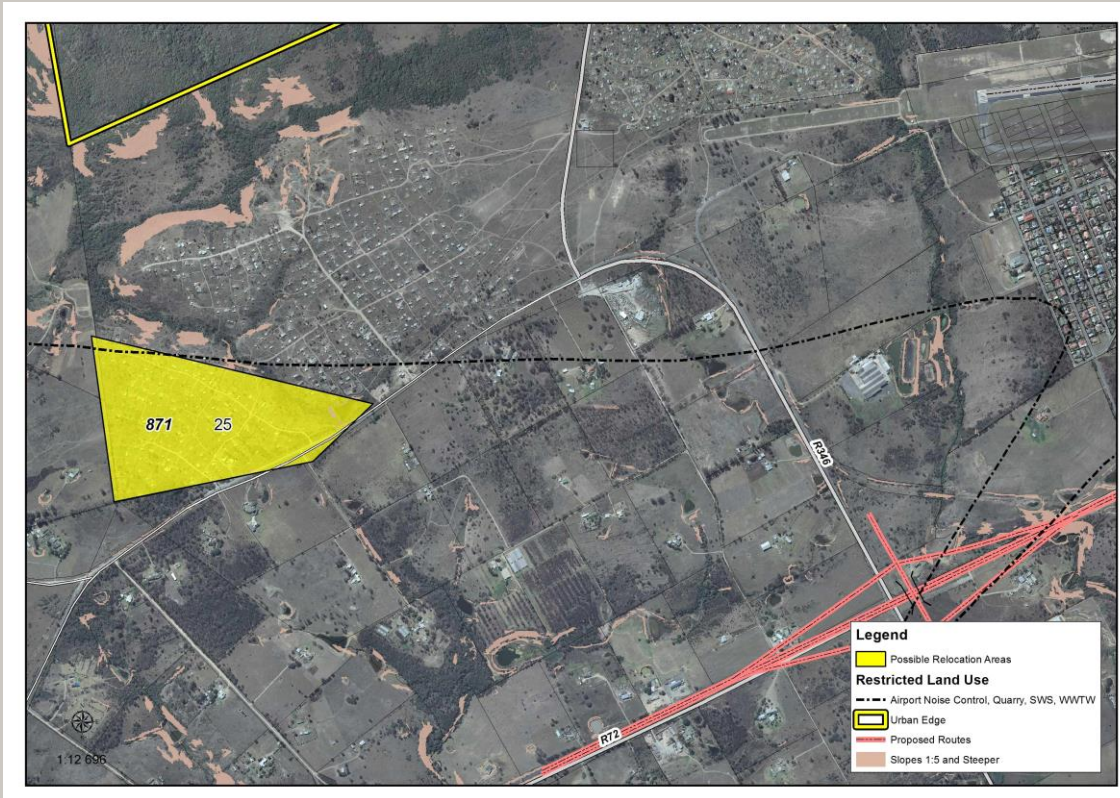 871 25
R346
R72
1:12 696
Legend
Possible Relocation Areas
Restricted Land Use
Airport Noise Control, Quarry, SWS, WWTW
Urban Edge
Proposed Routes
Slopes 1:5 and Steeper